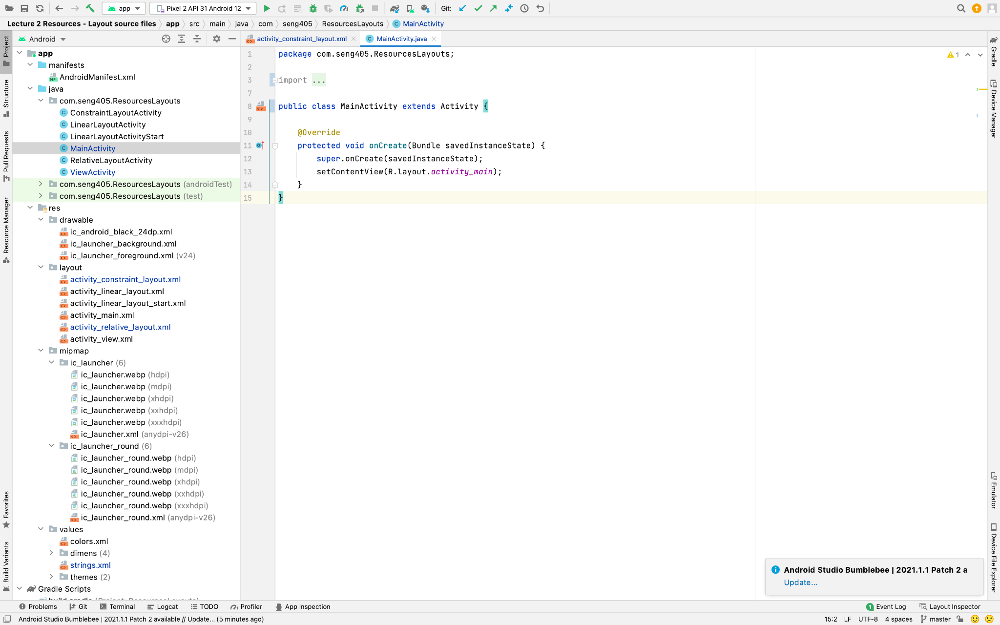 app
Pixel 2 API 31 Android 12
Git:
Lecture 2 Resources - Layout source files
app
src
main
java
com
seng405
ResourcesLayouts
MainActivity
Project
Structure
Pull Requests
Resource Manager
Favorites
Build Variants
Android
app
manifests
AndroidManifest.xml
java
com.seng405.ResourcesLayouts
ConstraintLayoutActivity
LinearLayoutActivity
LinearLayoutActivityStart
MainActivity
RelativeLayoutActivity
ViewActivity
com.seng405.ResourcesLayouts (androidTest)
com.seng405.ResourcesLayouts (test)
res
drawable
ic_android_black_24dp.xml
ic_launcher_background.xml
ic_launcher_foreground.xml (v24)
layout
activity_constraint_layout.xml
activity_linear_layout.xml
activity_linear_layout_start.xml
activity_main.xml
activity_relative_layout.xml
activity_view.xml
mipmap
ic_launcher (6)
ic_launcher.webp (hdpi)
ic_launcher.webp (mdpi)
ic_launcher.webp (xhdpi)
ic_launcher.webp (xxhdpi)
ic_launcher.webp (xxxhdpi)
ic_launcher.xml (anydpi-v26)
ic_launcher_round (6)
ic_launcher_round.webp (hdpi)
ic_launcher_round.webp (mdpi)
ic_launcher_round.webp (xhdpi)
ic_launcher_round.webp (xxhdpi)
ic_launcher_round.webp (xxxhdpi)
ic_launcher_round.xml (anydpi-v26)
values
colors.xml
dimens (4)
strings.xml
themes (2)
Gradle Scripts
activity_constraint_layout.xml
MainActivity.java
1 package com.seng405.ResourcesLayouts;
2
3 import ...
7
8 public class MainActivity extends Activity {
9
10 @Override
11 protected void onCreate(Bundle savedInstanceState) {
12 super.onCreate(savedInstanceState);
13 setContentView(R.layout.activity_main);
14 }
15 }
1
Gradle
Device Manager
Emulator
Device File Explorer
Android Studio Bumblebee | 2021.1.1 Patch 2 a
Update...
Problems
Git
Terminal
Logcat
TODO
Profiler
App Inspection
1 Event Log
Layout Inspector
Android Studio Bumblebee | 2021.1.1 Patch 2 available // Update... (5 minutes ago)
15:2
LF
UTF-8
4 spaces
master